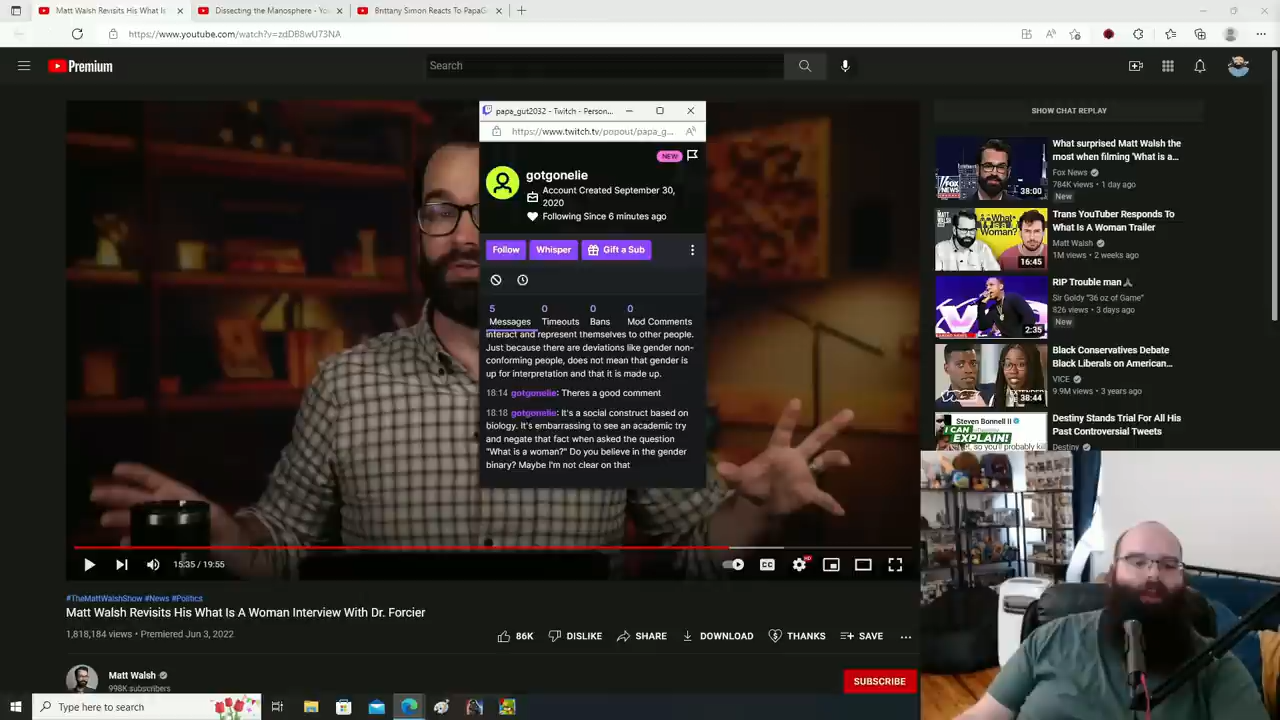 Matt Walsh Revisits His What Is
Dissecting the Manosphere - Yo
Brittany Simon Reacts To PapaG
https://www.youtube.com/watch?v=zdDB8wU73NA
Premium
Search
SHOW CHAT REPLAY
papa_gut2032 - Twitch - Person...
https://www.twitch.tv/popout/papa_g...
NEW
gotgonelie
Account Created September 30,
2020
Following Since 6 minutes ago
Follow
Whisper
Gift a Sub
5
0
0
0
Messages
Timeouts
Bans
Mod Comments
interact and represent themselves to other people.
Just because there are deviations like gender non-
conforming people, does not mean that gender is
up for interpretation and that it is made up.
18:14 gotgonelie: Theres a good comment
18:18 gotgonelie: It's a social construct based on
biology. It's embarrassing to see an academic try
and negate that fact when asked the question
"What is a woman?" Do you believe in the gender
binary? Maybe I'm not clear on that
What surprised Matt Walsh the
most when filming 'What is a...
Fox News
784K views • 1 day ago
New
FOX NEWS
38:00
Trans YouTuber Responds To
What Is A Woman Trailer
Matt Walsh
1M views • 2 weeks ago
16:45
RIP Trouble man
Sir Goldy "36 oz of Game"
826 views • 3 days ago
New
2:35
Black Conservatives Debate
Black Liberals on American...
VICE
9.9M views • 3 years ago
38:44
Destiny Stands Trial For All His
Past Controversial Tweets
Destiny
Steven Bonnell II
I CAN
EXPLAIN!
15:35 / 19:55
CC
HD
#TheMattWalshShow #News #Politics
Matt Walsh Revisits His What Is A Woman Interview With Dr. Forcier
1,818,184 views • Premiered Jun 3, 2022
86K
DISLIKE
SHARE
DOWNLOAD
THANKS
SAVE
Matt Walsh
998K subscribers
SUBSCRIBE
Type here to search